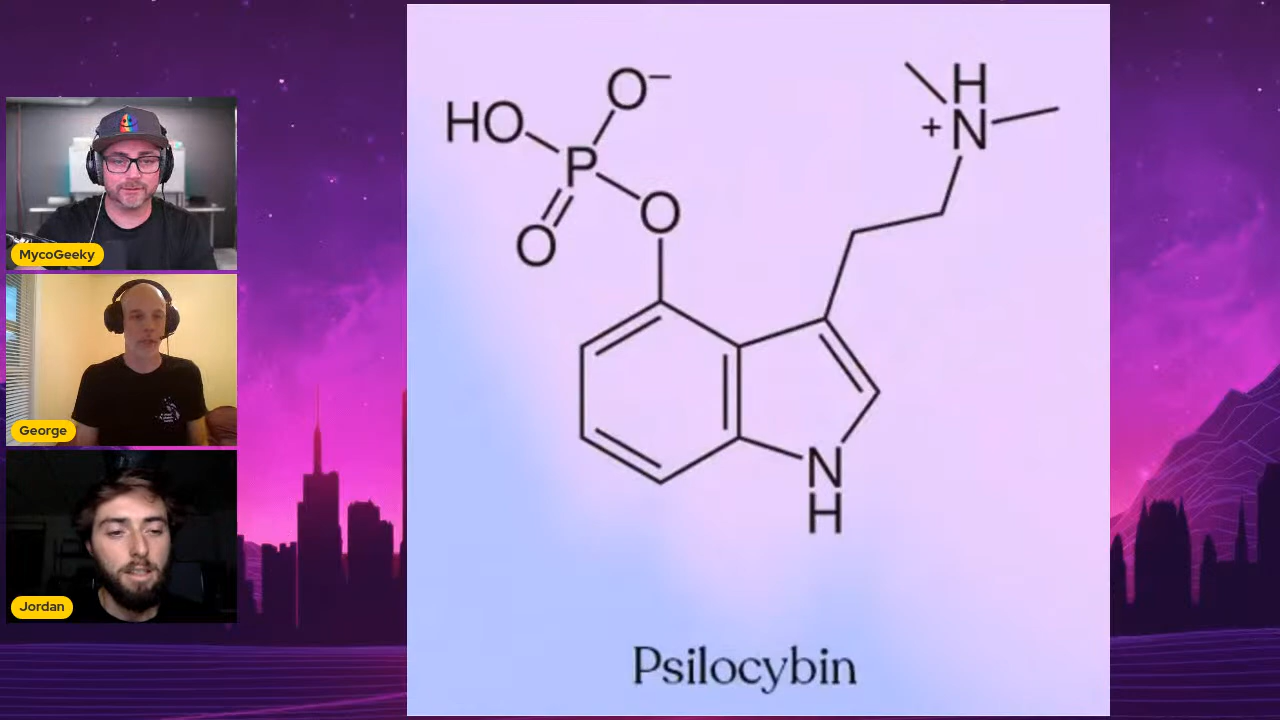 MycoGeeky
George
Jordan
O−
HO
P
O
O
H
+
N
N
H
Psilocybin